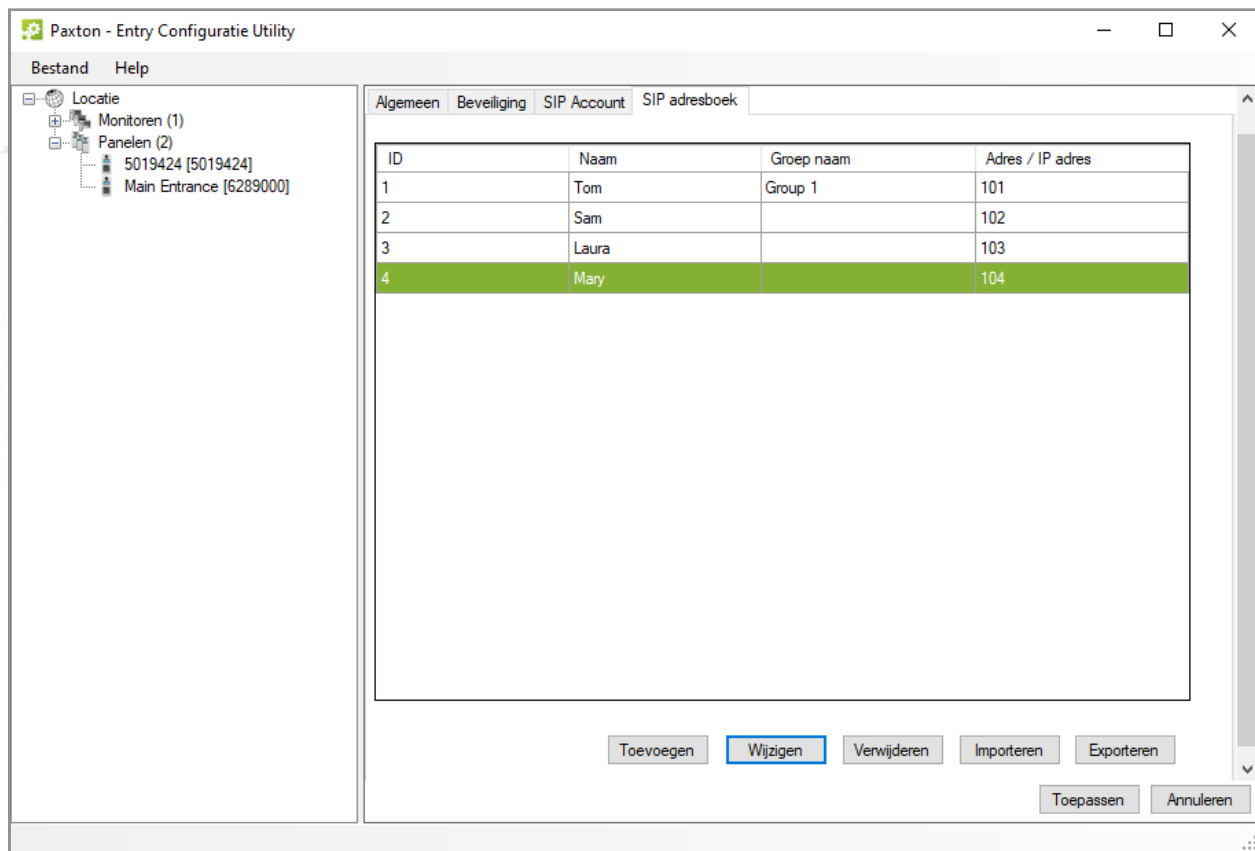 Paxton - Entry Configuratie Utility
Bestand Help
Locatie
Monitoren (1)
Panelen (2)
5019424 [5019424]
Main Entrance [6289000]
Algemeen Beveiliging SIP Account SIP adresboek
ID Naam Groep naam Adres / IP adres
1 Tom Group 1 101
2 Sam 102
3 Laura 103
4 Mary 104
Toevoegen Wijzigen Verwijderen Importeren Exporteren
Toepassen Annuleren